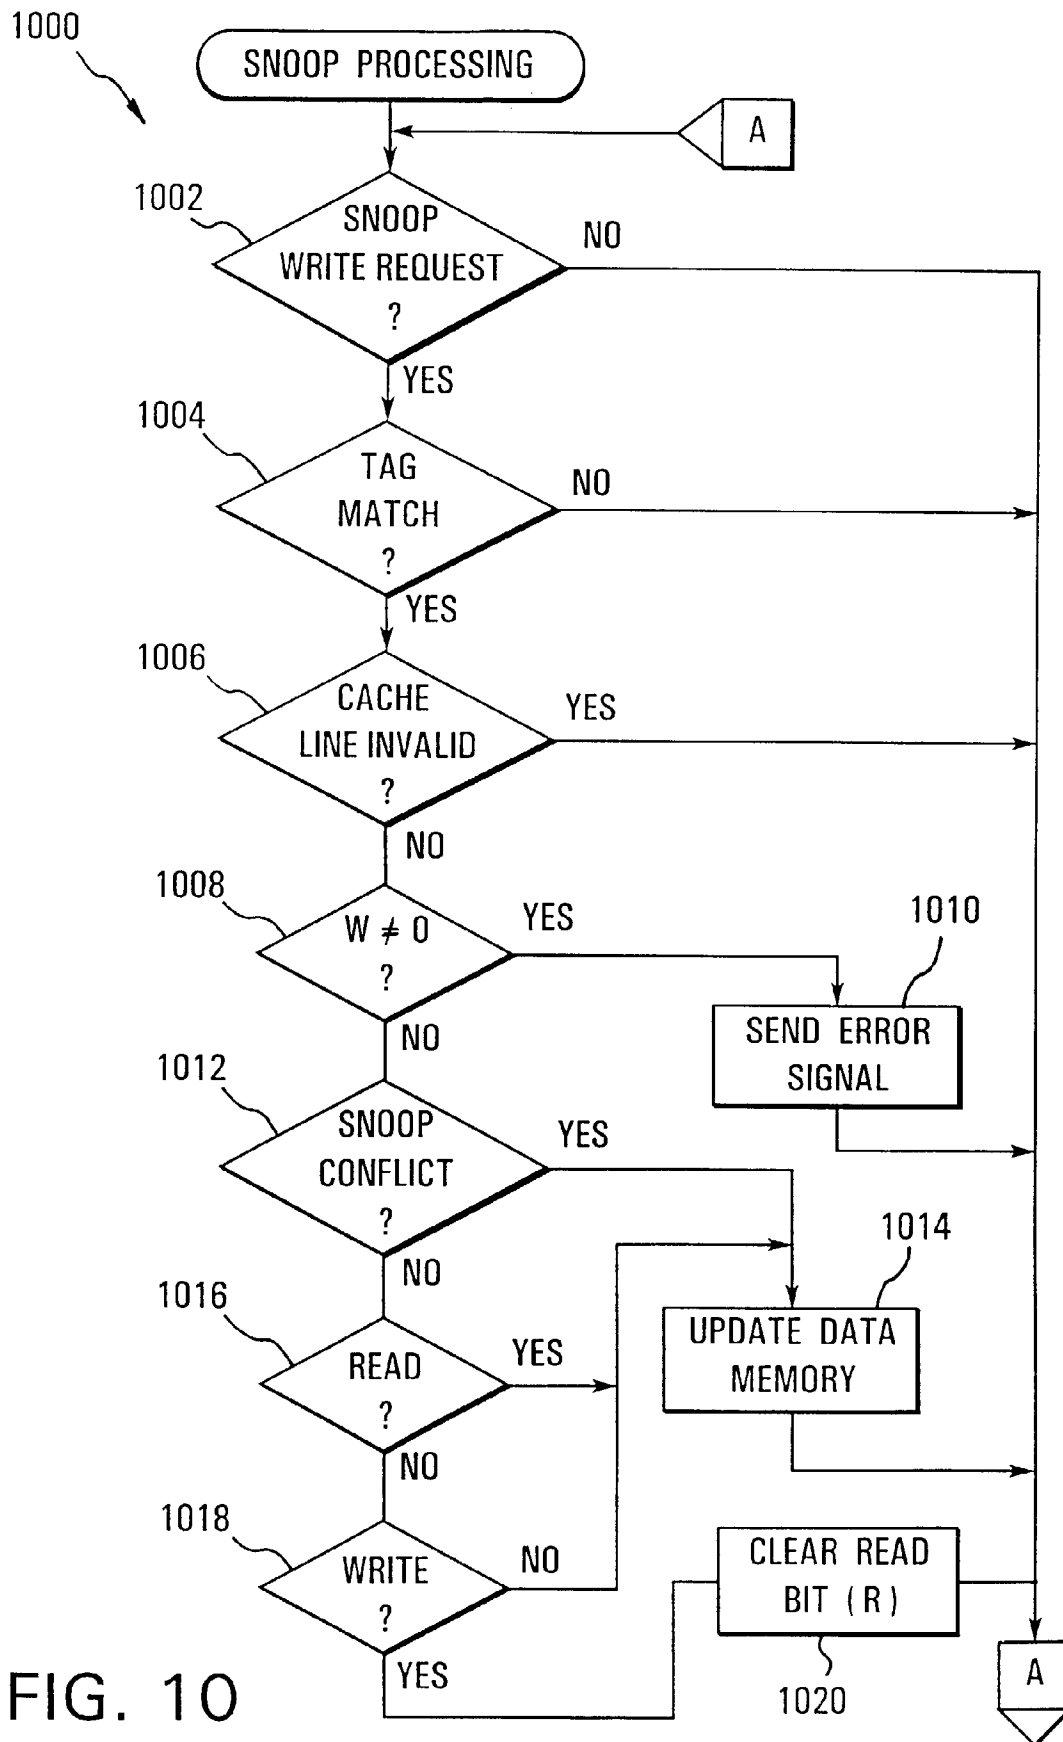 1000
SNOOP PROCESSING
A
1002
SNOOP
WRITE REQUEST
?
NO
YES
1004
TAG
MATCH
?
NO
YES
1006
CACHE
LINE INVALID
?
YES
NO
1008
W ≠ 0
?
YES
NO
1010
SEND ERROR
SIGNAL
1012
SNOOP
CONFLICT
?
YES
NO
1014
UPDATE DATA
MEMORY
1016
READ
?
YES
NO
1018
WRITE
?
NO
YES
CLEAR READ
BIT (R)
1020
A
FIG. 10